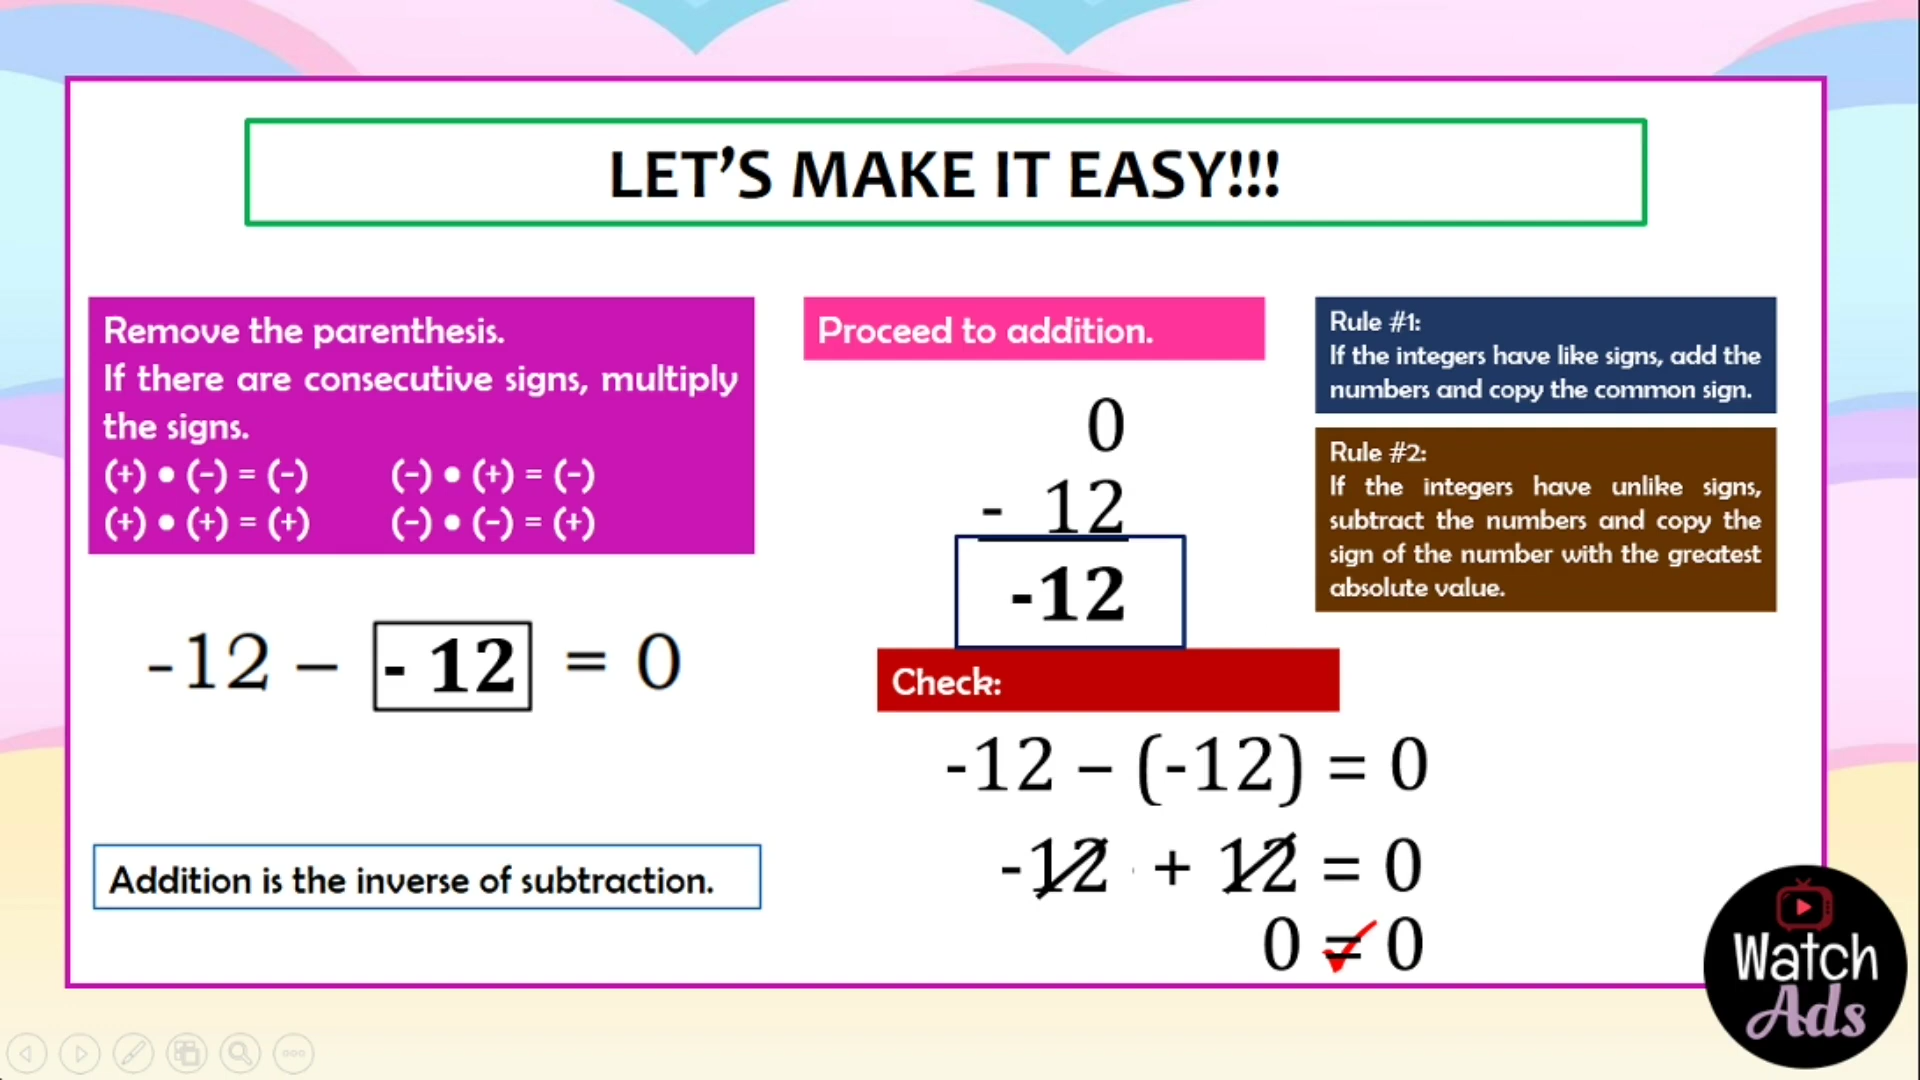 LET'S MAKE IT EASY!!!
Remove the parenthesis.
If there are consecutive signs, multiply
the signs.
(+) • (-) = (-) (-) • (+) = (-)
(+) • (+) = (+) (-) • (-) = (+)
-12 – - 12 = 0
Addition is the inverse of subtraction.
Proceed to addition.
0
- 12
-12
Check:
-12 – (-12) = 0
-12 + 12 = 0
0 = 0
Rule #1:
If the integers have like signs, add the
numbers and copy the common sign.
Rule #2:
If the integers have unlike signs,
subtract the numbers and copy the
sign of the number with the greatest
absolute value.
Watch
Ads